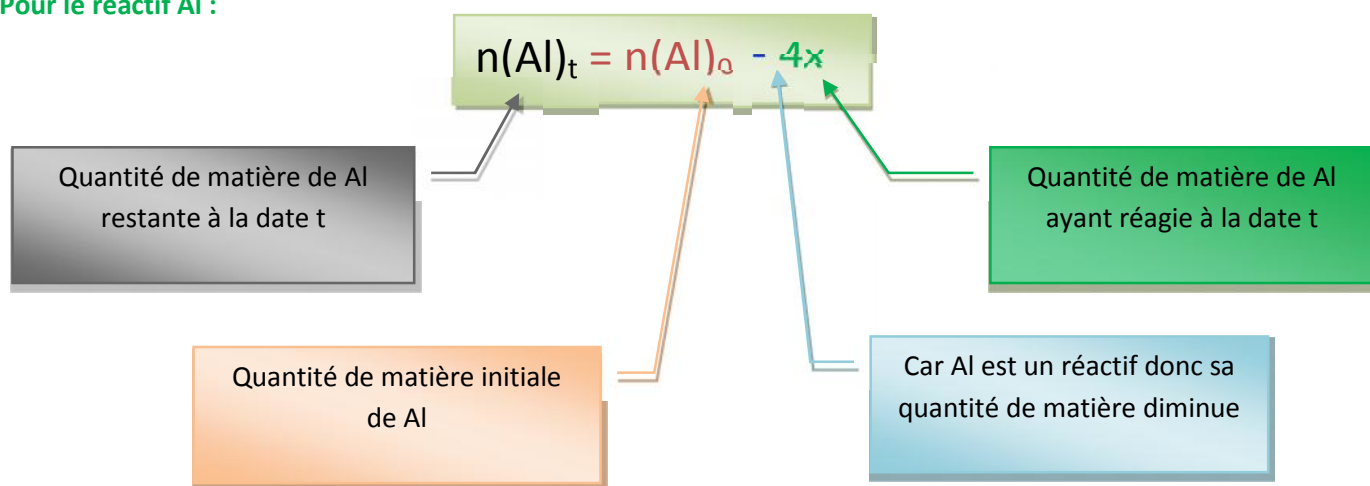 Pour le réactif Al :
n(Al)t = n(Al)0 - 4x
Quantité de matière de Al
restante à la date t
Quantité de matière de Al
ayant réagie à la date t
Quantité de matière initiale
de Al
Car Al est un réactif donc sa
quantité de matière diminue